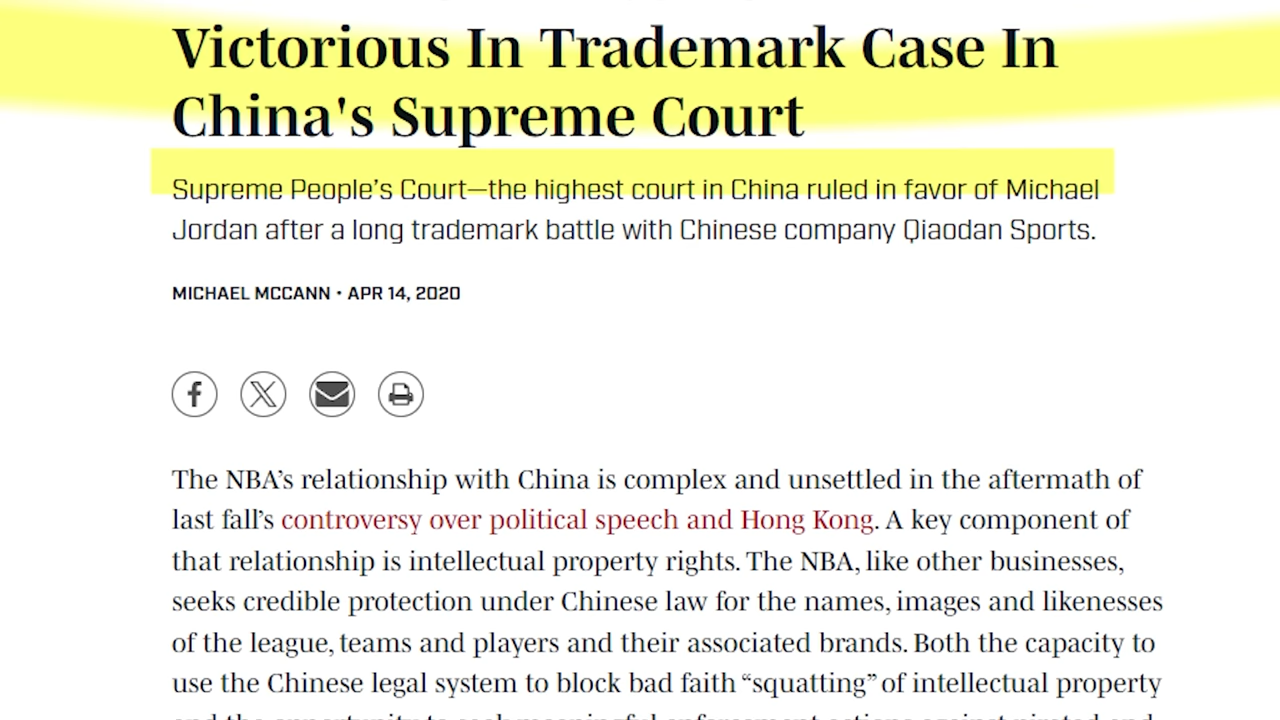 Victorious In Trademark Case In
China's Supreme Court
Supreme People’s Court—the highest court in China ruled in favor of Michael
Jordan after a long trademark battle with Chinese company Qiaodan Sports.
MICHAEL MCCANN • APR 14, 2020
The NBA’s relationship with China is complex and unsettled in the aftermath of
last fall’s controversy over political speech and Hong Kong. A key component of
that relationship is intellectual property rights. The NBA, like other businesses,
seeks credible protection under Chinese law for the names, images and likenesses
of the league, teams and players and their associated brands. Both the capacity to
use the Chinese legal system to block bad faith “squatting” of intellectual property